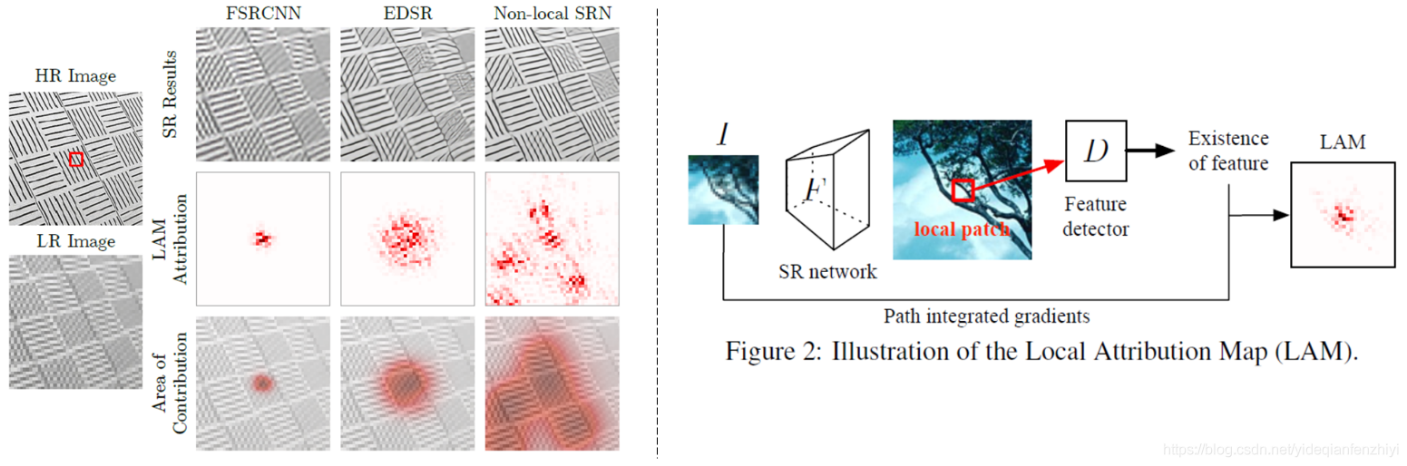 FSRCNN
EDSR
Non-local SRN
HR Image
LR Image
SR Results
LAM
Attribution
Area of
Contribution
I
F
SR network
local patch
D
Feature
detector
Existence
of feature
LAM
Path integrated gradients
Figure 2: Illustration of the Local Attribution Map (LAM).
https://blog.csdn.net/yideqianfenzhiyi